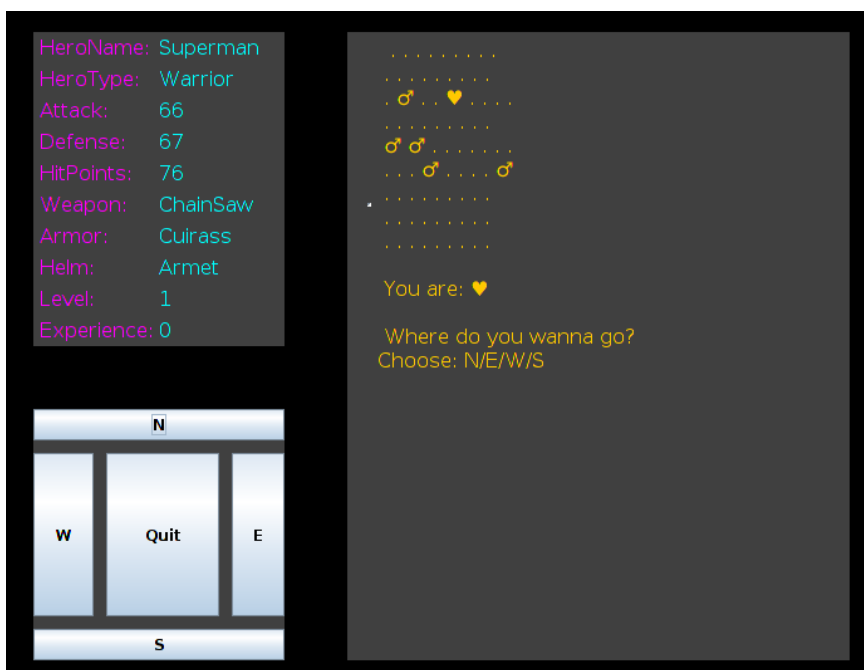 HeroName: Superman
HeroType: Warrior
Attack: 66
Defense: 67
HitPoints: 76
Weapon: ChainSaw
Armor: Cuirass
Helm: Armet
Level: 1
Experience: 0
N
W Quit E
S
. . . . . . . . .
. . . . . . . . .
. ♂ . . ♥ . . . .
. . . . . . . . .
♂ ♂ . . . . . . .
. . . ♂ . . . . ♂
. . . . . . . . .
. . . . . . . . .
. . . . . . . . .
You are: ♥
Where do you wanna go?
Choose: N/E/W/S